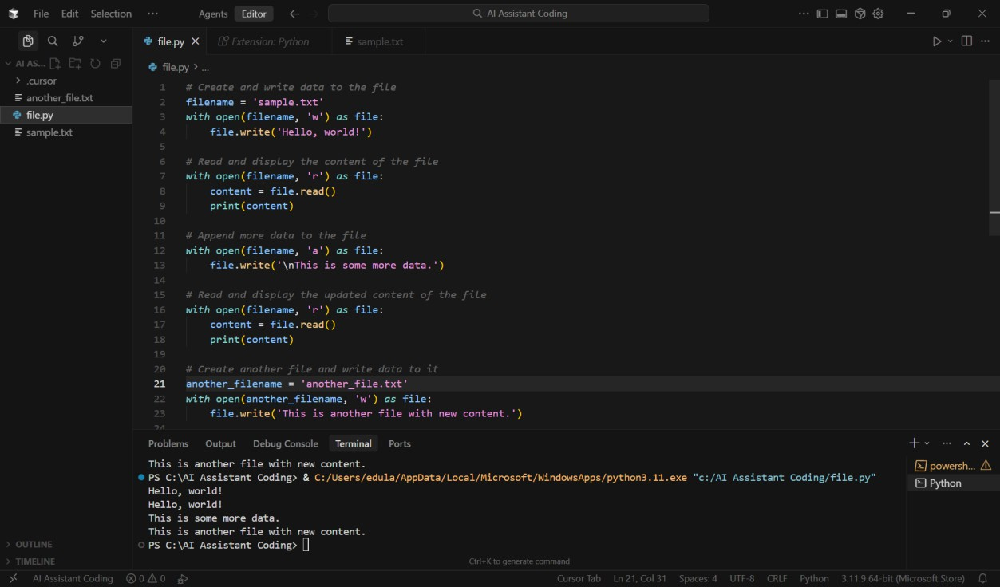 File Edit Selection ··· Agents Editor AI Assistant Coding
file.py Extension: Python sample.txt
AI AS...
.cursor
another_file.txt
file.py
sample.txt
file.py > ...
1 # Create and write data to the file
2 filename = 'sample.txt'
3 with open(filename, 'w') as file:
4     file.write('Hello, world!')
5
6 # Read and display the content of the file
7 with open(filename, 'r') as file:
8     content = file.read()
9     print(content)
10
11 # Append more data to the file
12 with open(filename, 'a') as file:
13     file.write('\nThis is some more data.')
14
15 # Read and display the updated content of the file
16 with open(filename, 'r') as file:
17     content = file.read()
18     print(content)
19
20 # Create another file and write data to it
21 another_filename = 'another_file.txt'
22 with open(another_filename, 'w') as file:
23     file.write('This is another file with new content.')
24
Problems Output Debug Console Terminal Ports
This is another file with new content.
PS C:\AI Assistant Coding> & C:/Users/edula/AppData/Local/Microsoft/WindowsApps/python3.11.exe "c:/AI Assistant Coding/file.py"
Hello, world!
Hello, world!
This is some more data.
This is another file with new content.
PS C:\AI Assistant Coding>
Ctrl+K to generate command
powersh...
Python
OUTLINE
TIMELINE
AI Assistant Coding 0 0 Cursor Tab Ln 21, Col 31 Spaces: 4 UTF-8 CRLF Python 3.11.9 64-bit (Microsoft Store)